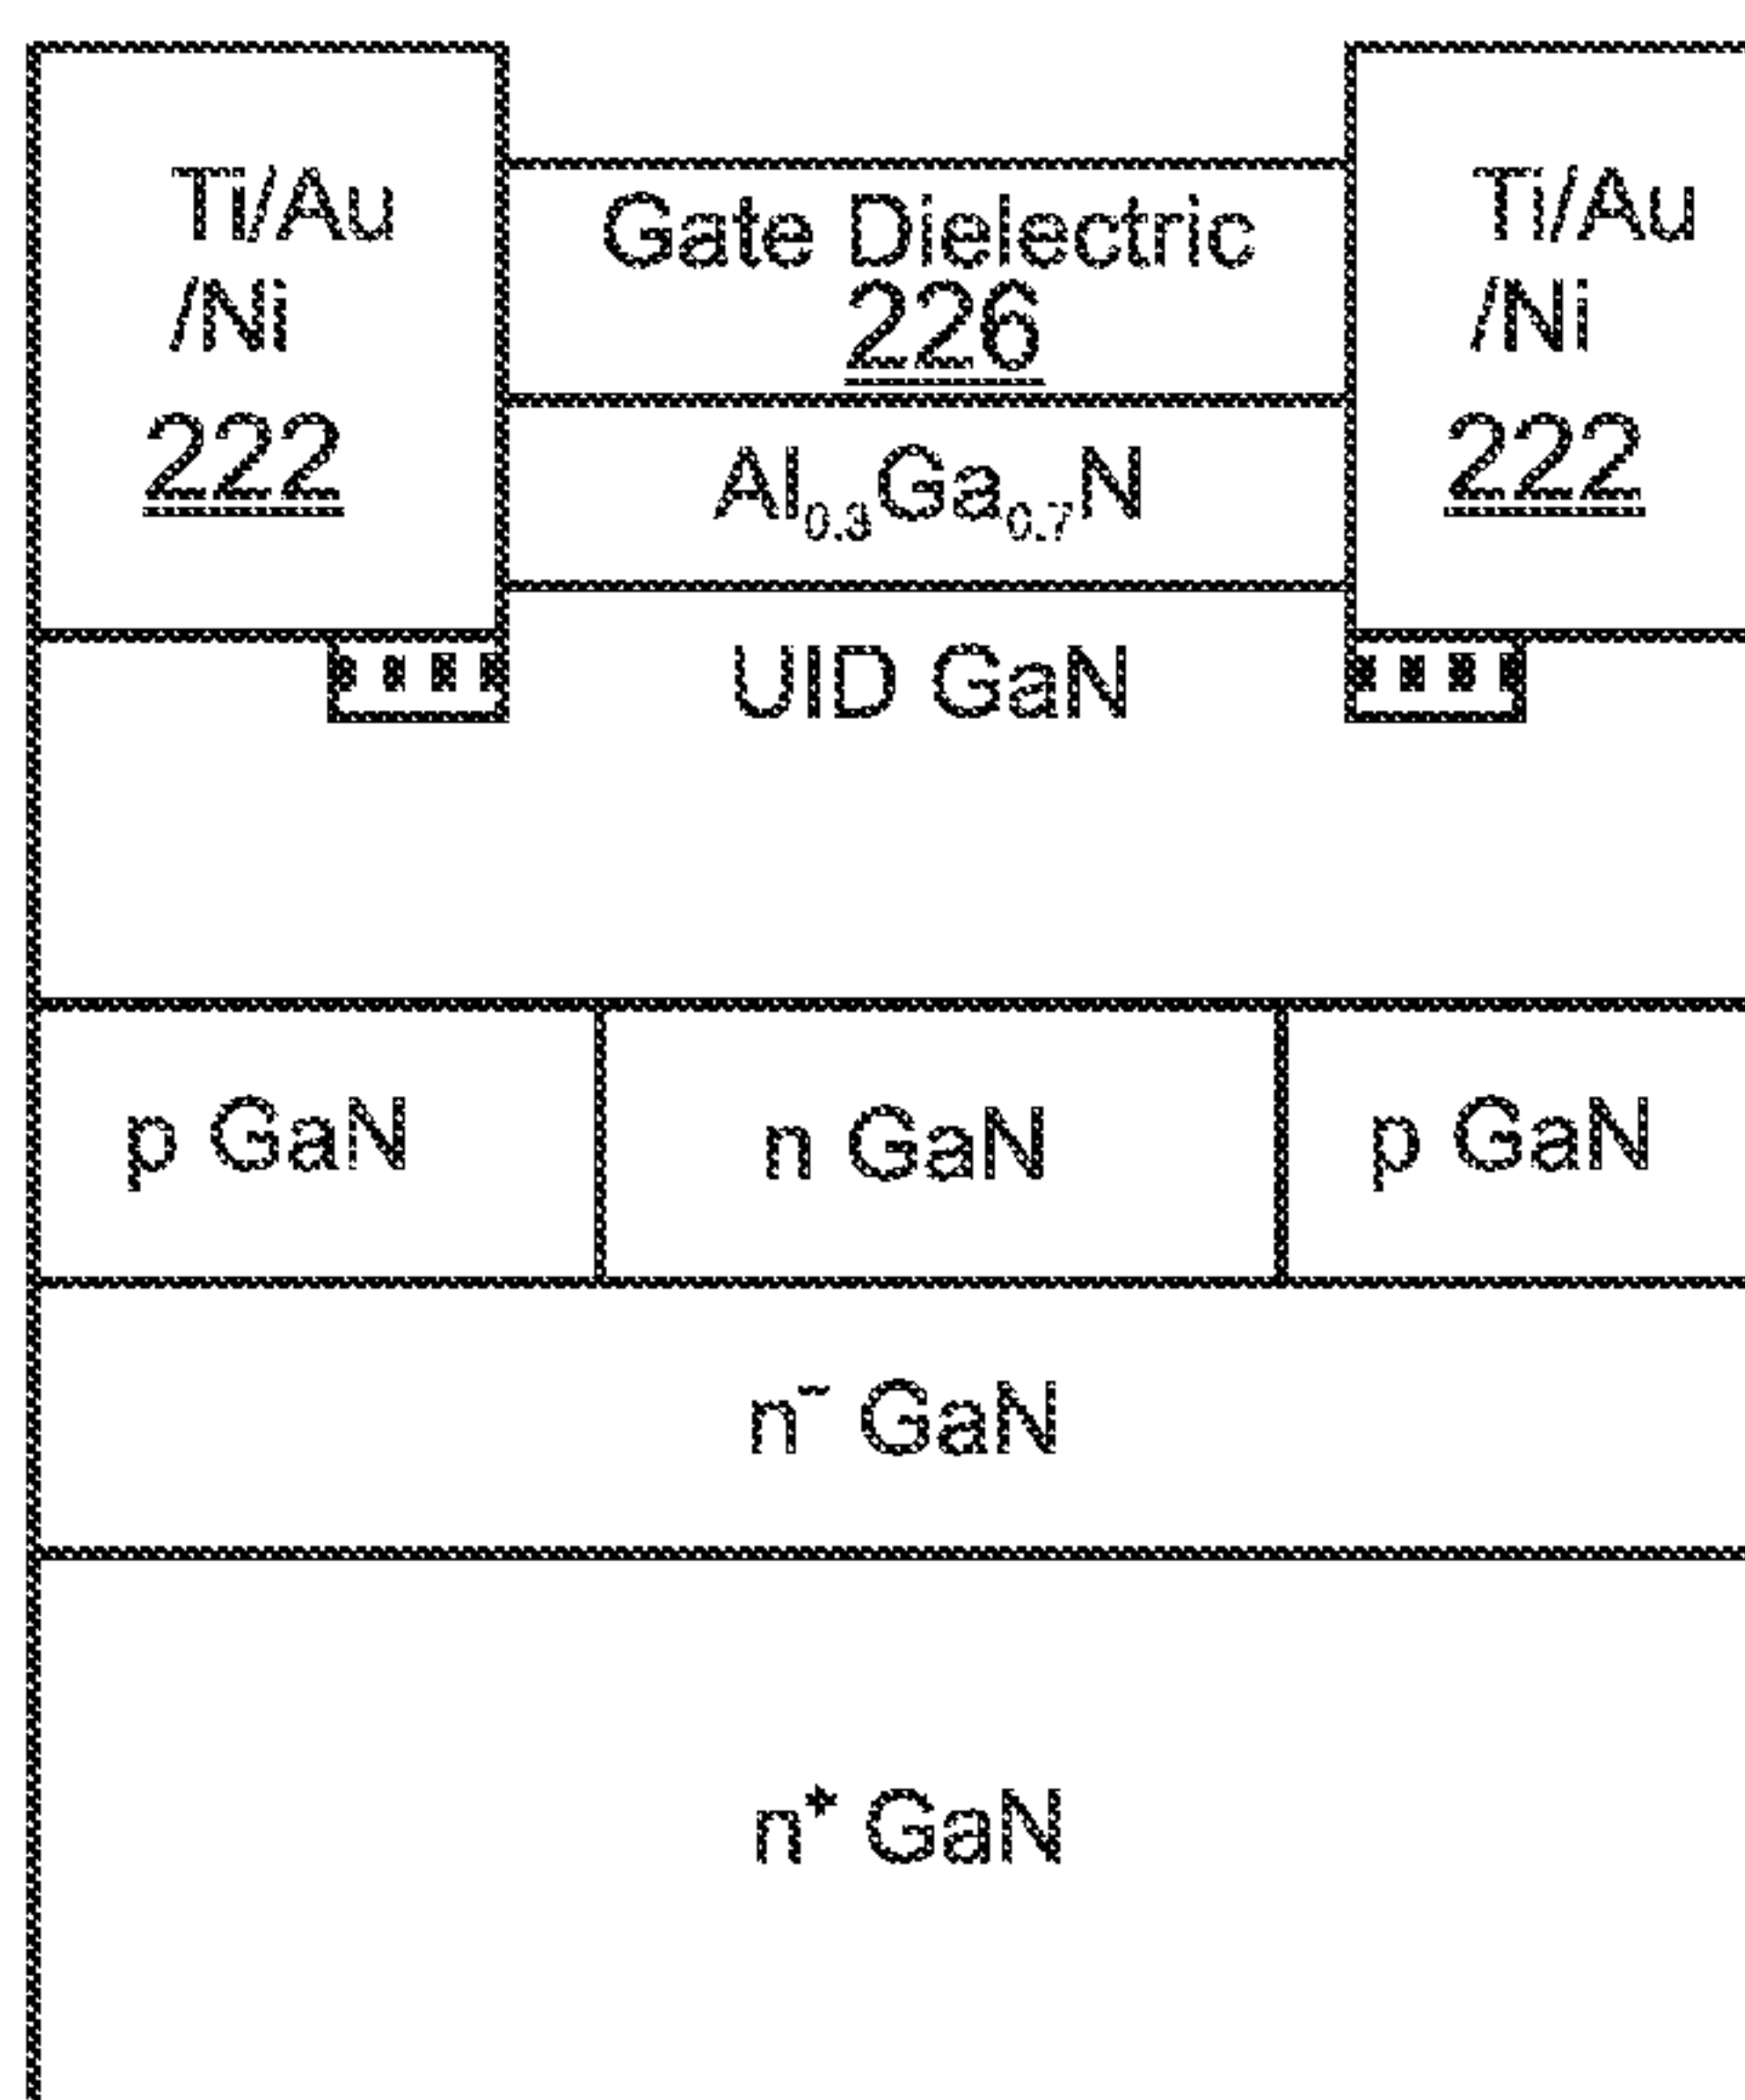 Ti/Au
/Ni
222
Gate Dielectric
226
Al₀.₃Ga₀.₇N
Ti/Au
/Ni
222
UID GaN
p GaN
n GaN
p GaN
n⁻ GaN
n⁺ GaN